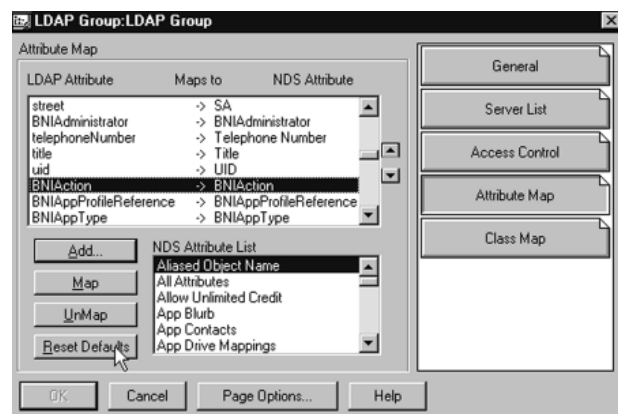 LDAP Group:LDAP Group
Attribute Map
LDAP Attribute Maps to NDS Attribute
street -> SA
BNIAdministrator -> BNIAdministrator
telephoneNumber -> Telephone Number
title -> Title
uid -> UID
BNIAction -> BNIAction
BNIAppProfileReference -> BNIAppProfileReference
BNIAppType -> BNIAppType
Add...
Map
UnMap
Reset Defaults
NDS Attribute List
Aliased Object Name
All Attributes
Allow Unlimited Credit
App Blurb
App Contacts
App Drive Mappings
General
Server List
Access Control
Attribute Map
Class Map
OK Cancel Page Options... Help